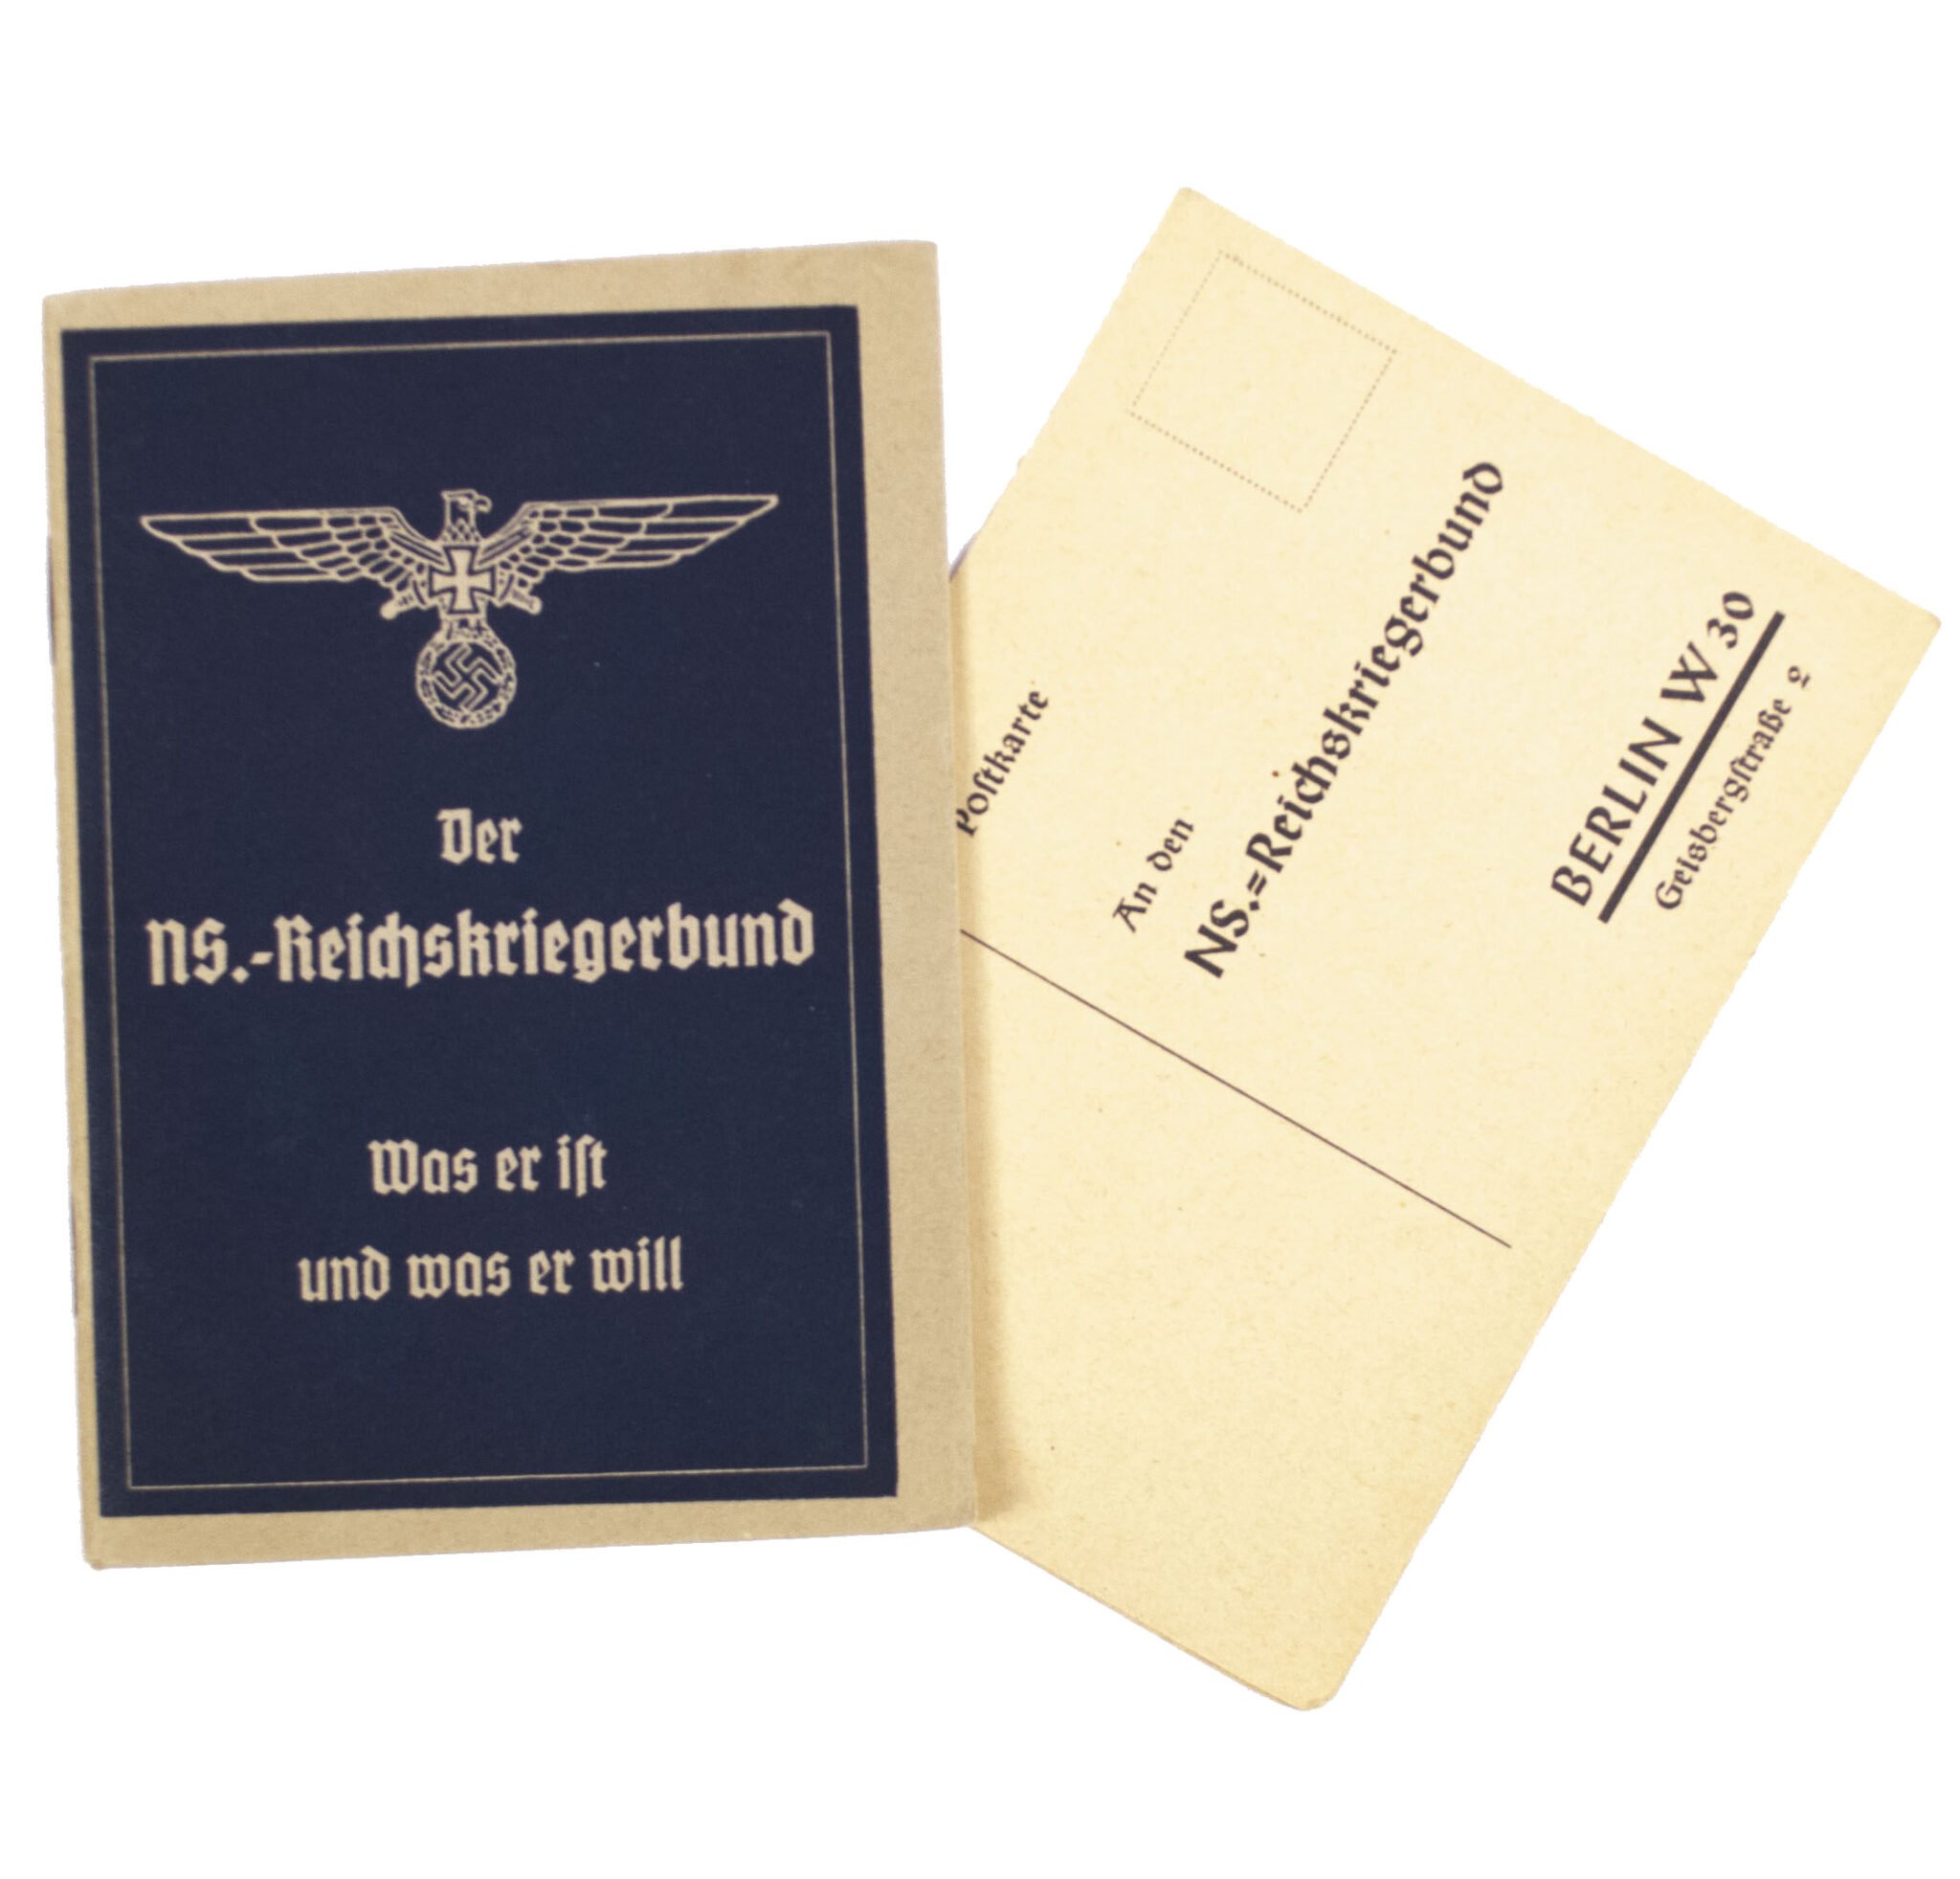 Der
NS.-Reichskriegerbund
Was er iſt
und was er will
Poſtkarte
An den
NS.=Reichskriegerbund
BERLIN W 30
Geisbergſtraße 2